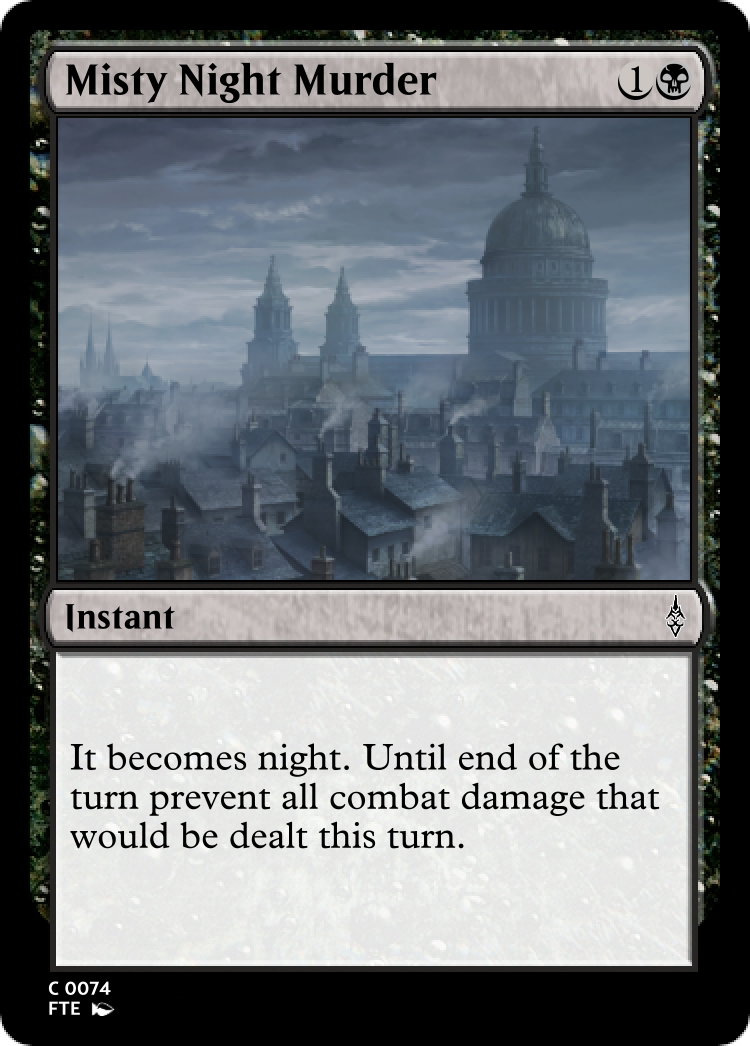 Misty Night Murder 1
Instant
It becomes night. Until end of the
turn prevent all combat damage that
would be dealt this turn.
C 0074
FTE